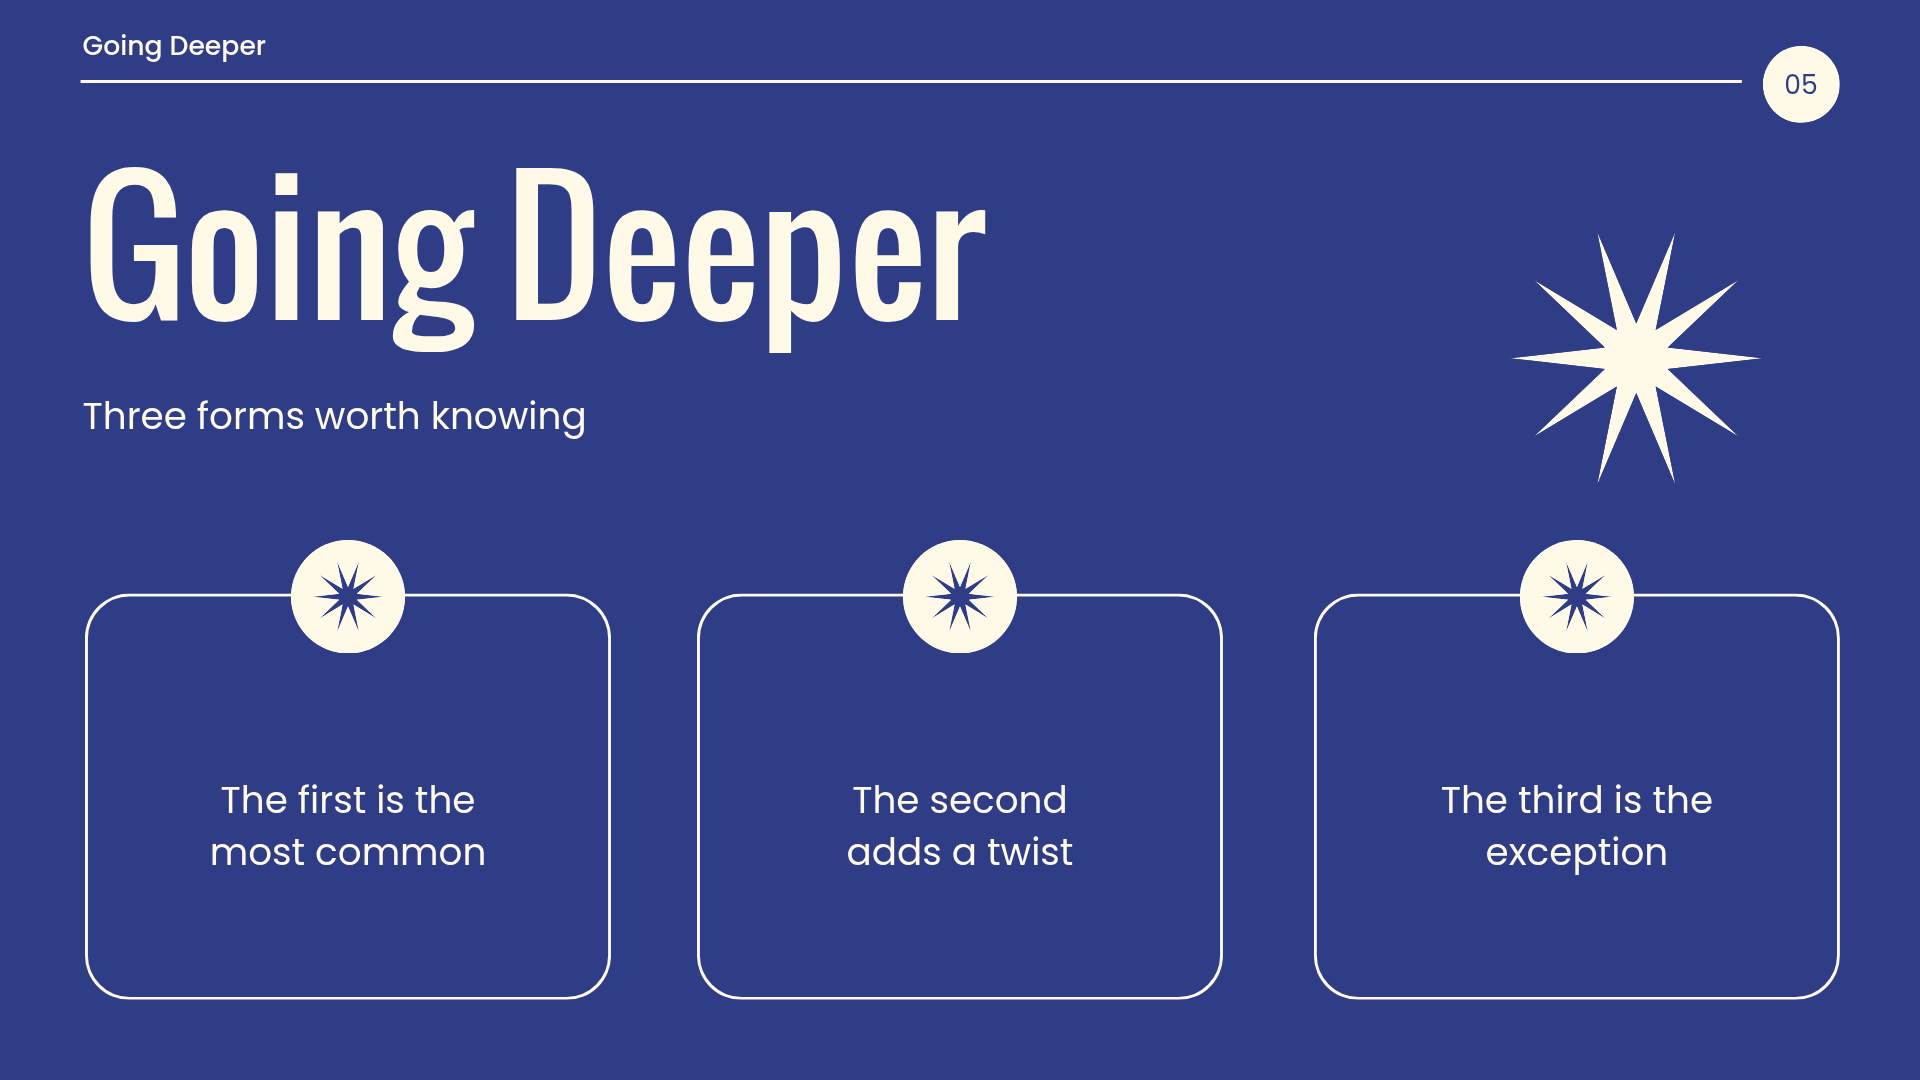 Going Deeper
05
Going Deeper
Three forms worth knowing
The first is the
most common
The second
adds a twist
The third is the
exception